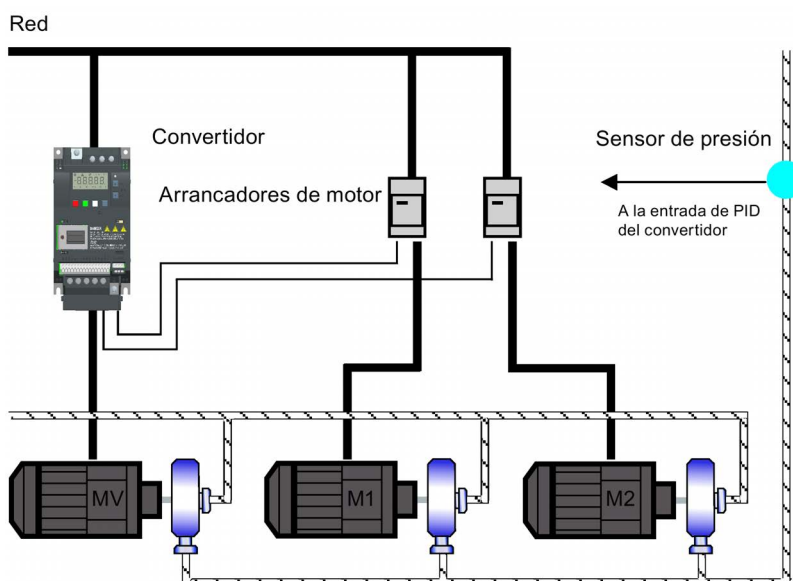 Red
Convertidor
Sensor de presión
Arrancadores de motor
A la entrada de PID
del convertidor
MV
M1
M2